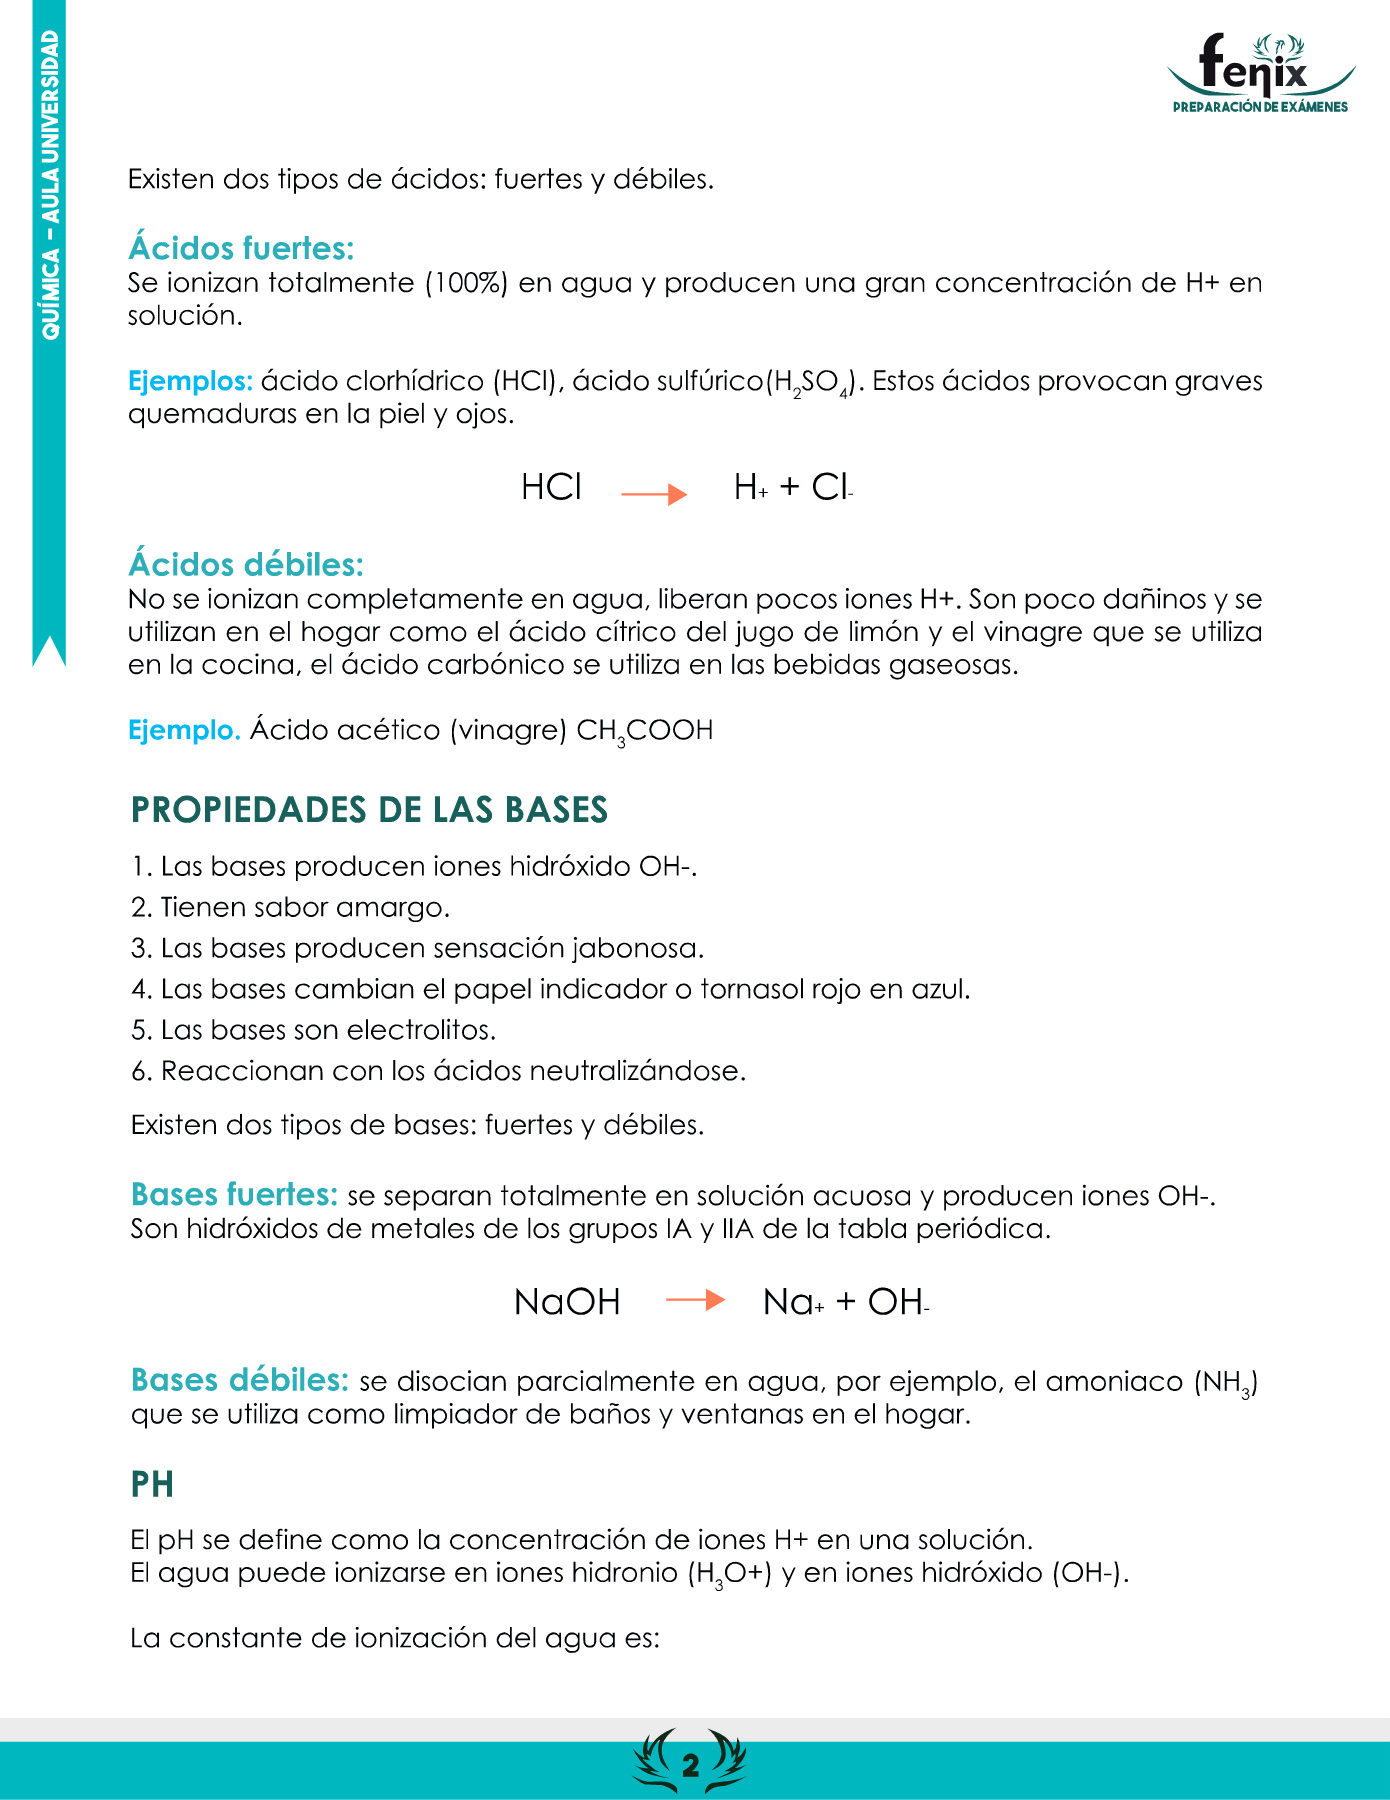 QUÍMICA - AULA UNIVERSIDAD
fenix
PREPARACIÓN DE EXÁMENES
Existen dos tipos de ácidos: fuertes y débiles.
Ácidos fuertes:
Se ionizan totalmente (100%) en agua y producen una gran concentración de H+ en
solución.
Ejemplos: ácido clorhídrico (HCl), ácido sulfúrico(H₂SO₄). Estos ácidos provocan graves
quemaduras en la piel y ojos.
HCl → H₊ + Cl₋
Ácidos débiles:
No se ionizan completamente en agua, liberan pocos iones H+. Son poco dañinos y se
utilizan en el hogar como el ácido cítrico del jugo de limón y el vinagre que se utiliza
en la cocina, el ácido carbónico se utiliza en las bebidas gaseosas.
Ejemplo. Ácido acético (vinagre) CH₃COOH
PROPIEDADES DE LAS BASES
1. Las bases producen iones hidróxido OH-.
2. Tienen sabor amargo.
3. Las bases producen sensación jabonosa.
4. Las bases cambian el papel indicador o tornasol rojo en azul.
5. Las bases son electrolitos.
6. Reaccionan con los ácidos neutralizándose.
Existen dos tipos de bases: fuertes y débiles.
Bases fuertes: se separan totalmente en solución acuosa y producen iones OH-.
Son hidróxidos de metales de los grupos IA y IIA de la tabla periódica.
NaOH → Na₊ + OH₋
Bases débiles: se disocian parcialmente en agua, por ejemplo, el amoniaco (NH₃)
que se utiliza como limpiador de baños y ventanas en el hogar.
PH
El pH se define como la concentración de iones H+ en una solución.
El agua puede ionizarse en iones hidronio (H₃O+) y en iones hidróxido (OH-).
La constante de ionización del agua es:
2